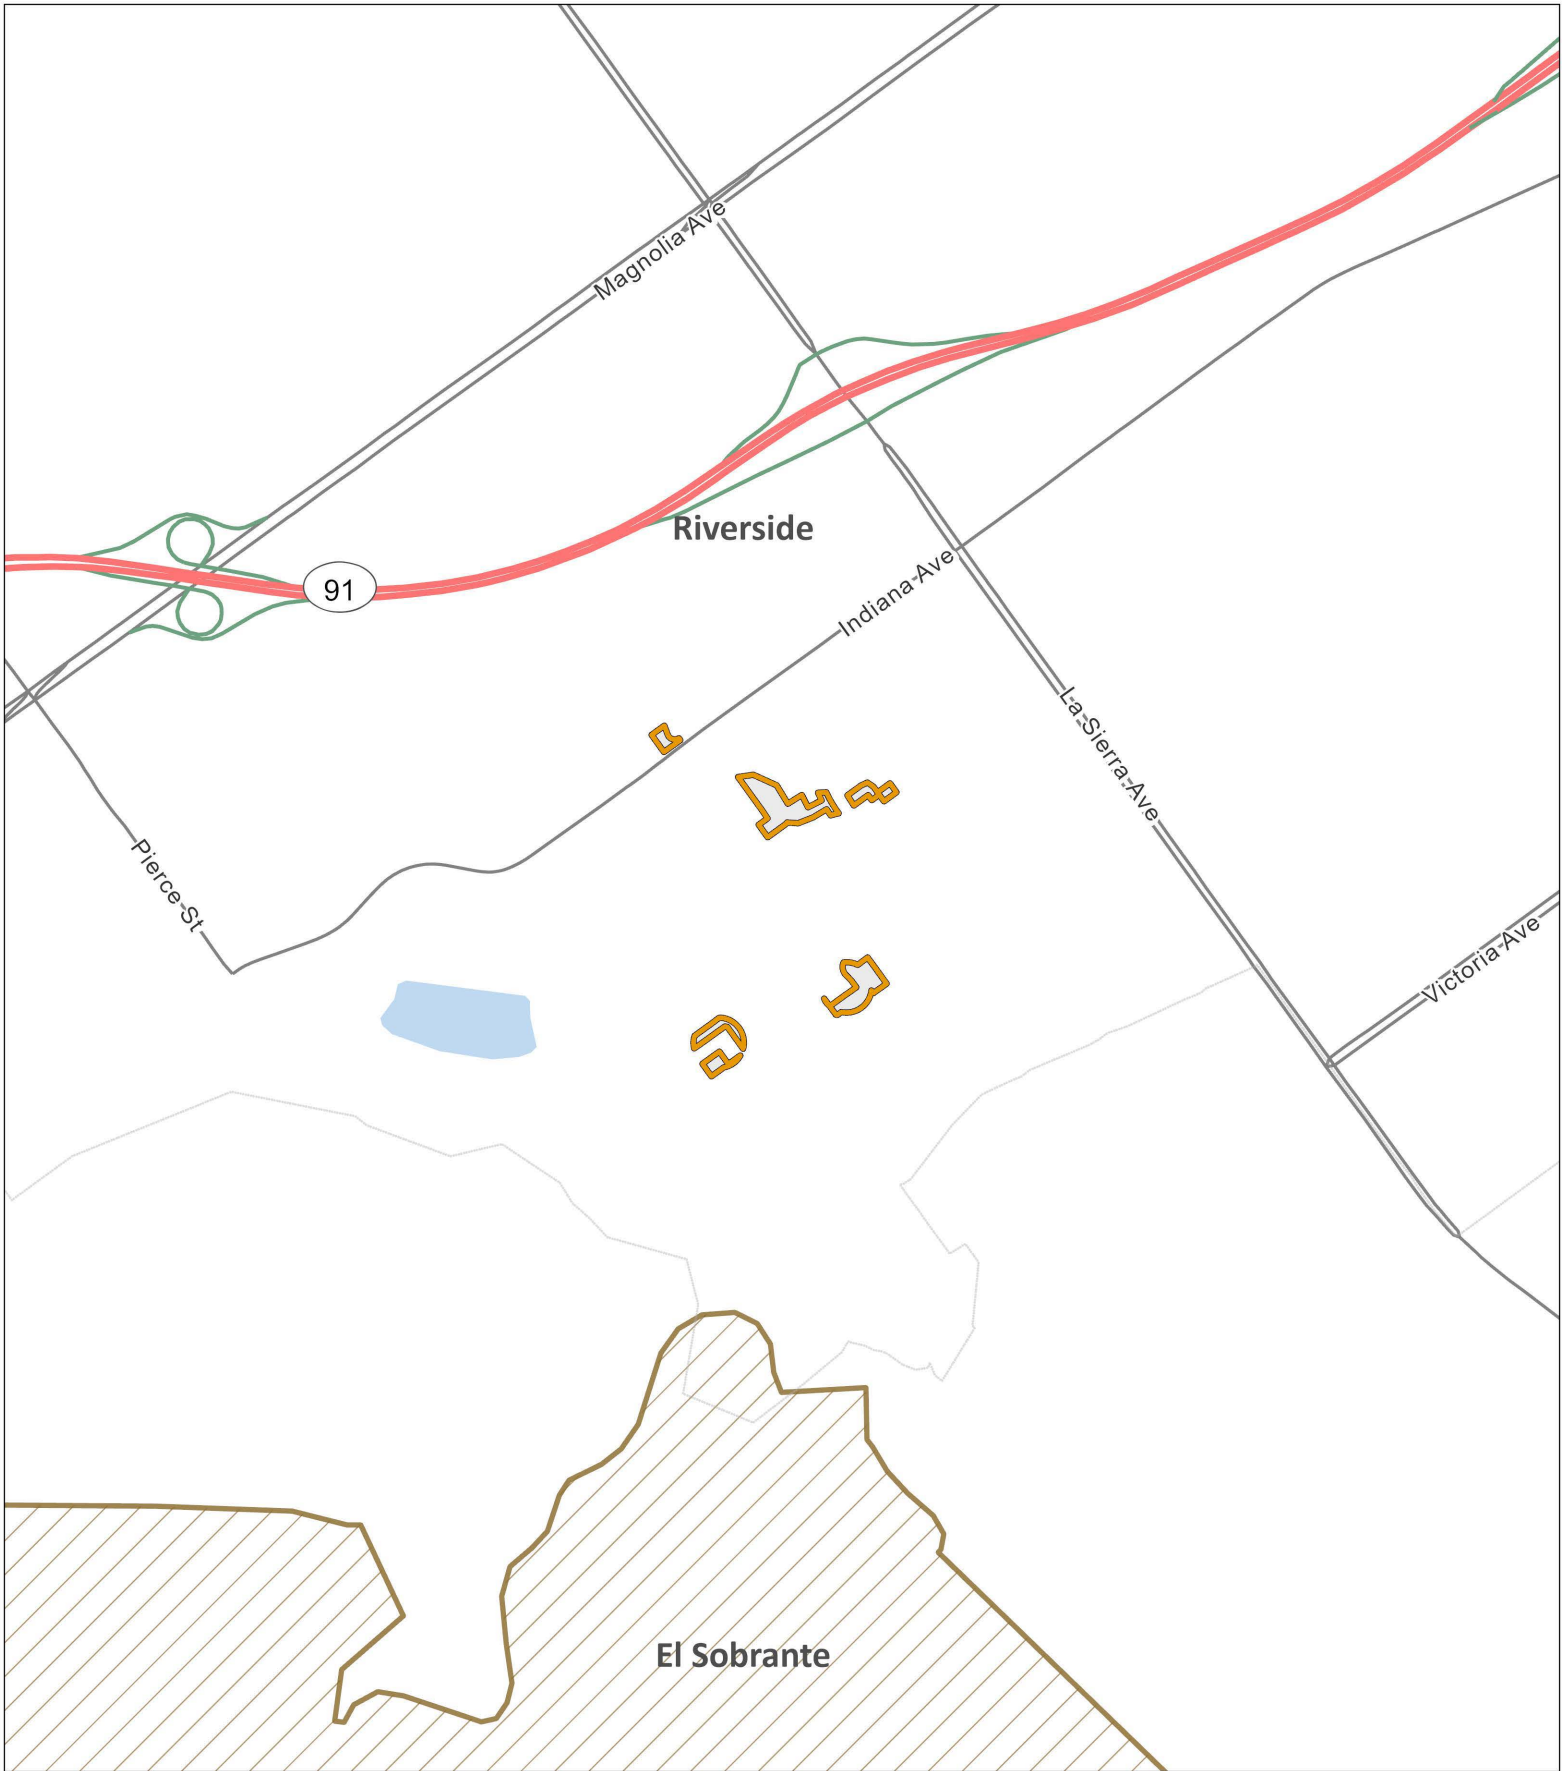 Magnolia Ave
Riverside
Indiana Ave
91
La Sierra Ave
Pierce St
Victoria Ave
El Sobrante